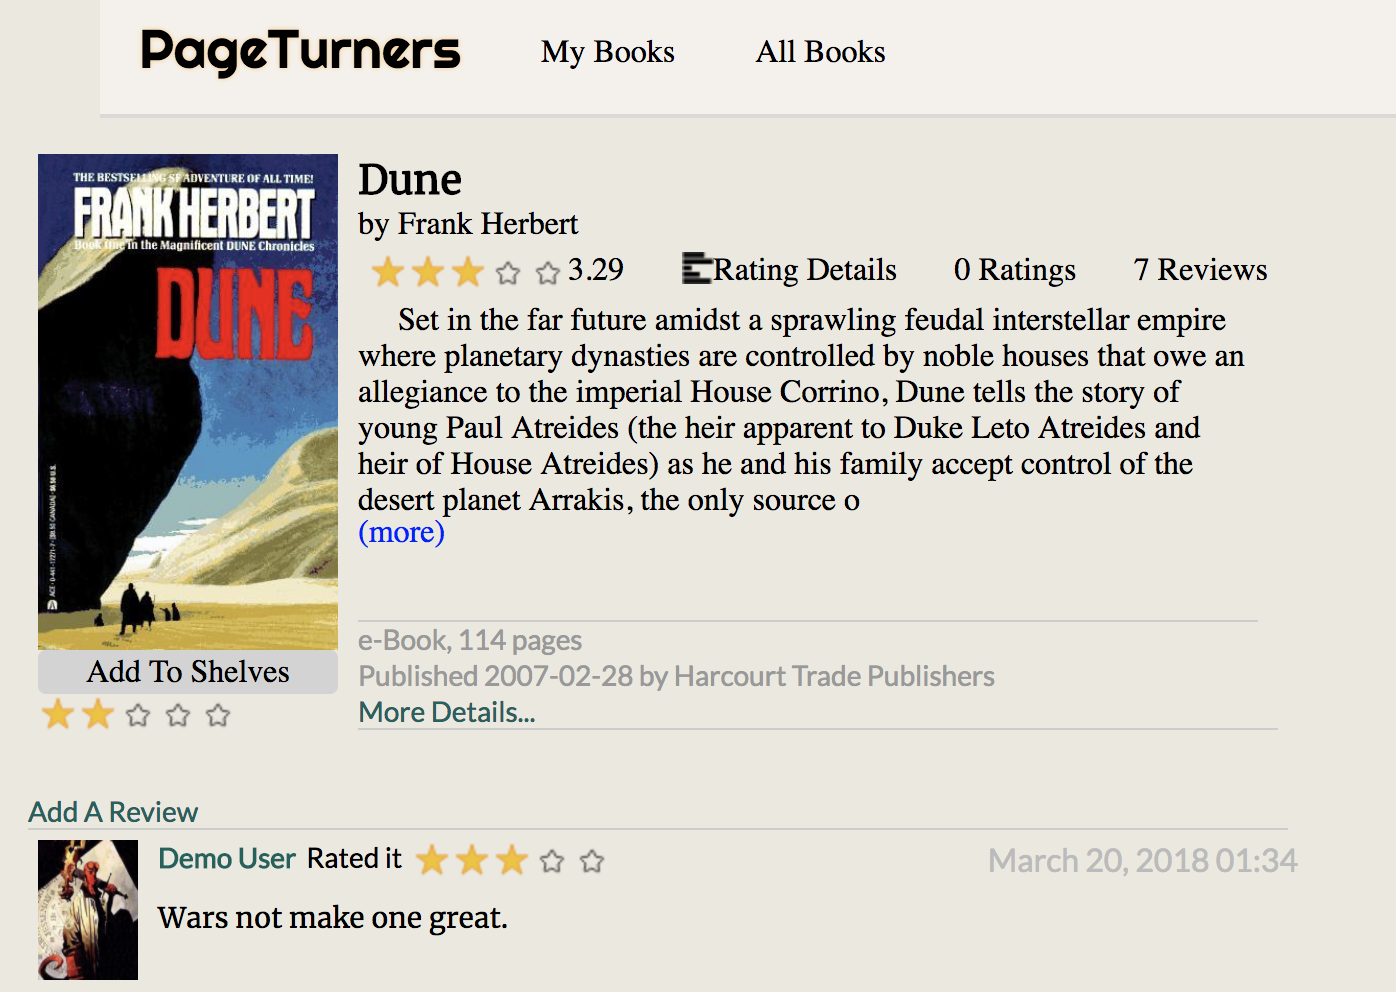 PageTurners My Books All Books
THE BESTSELLING SF ADVENTURE OF ALL TIME!
FRANK HERBERT
Book One in the Magnificent DUNE Chronicles
DUNE
Add To Shelves
Dune
by Frank Herbert
3.29 Rating Details 0 Ratings 7 Reviews
Set in the far future amidst a sprawling feudal interstellar empire
where planetary dynasties are controlled by noble houses that owe an
allegiance to the imperial House Corrino, Dune tells the story of
young Paul Atreides (the heir apparent to Duke Leto Atreides and
heir of House Atreides) as he and his family accept control of the
desert planet Arrakis, the only source o
(more)
e-Book, 114 pages
Published 2007-02-28 by Harcourt Trade Publishers
More Details...
Add A Review
Demo User Rated it March 20, 2018 01:34
Wars not make one great.